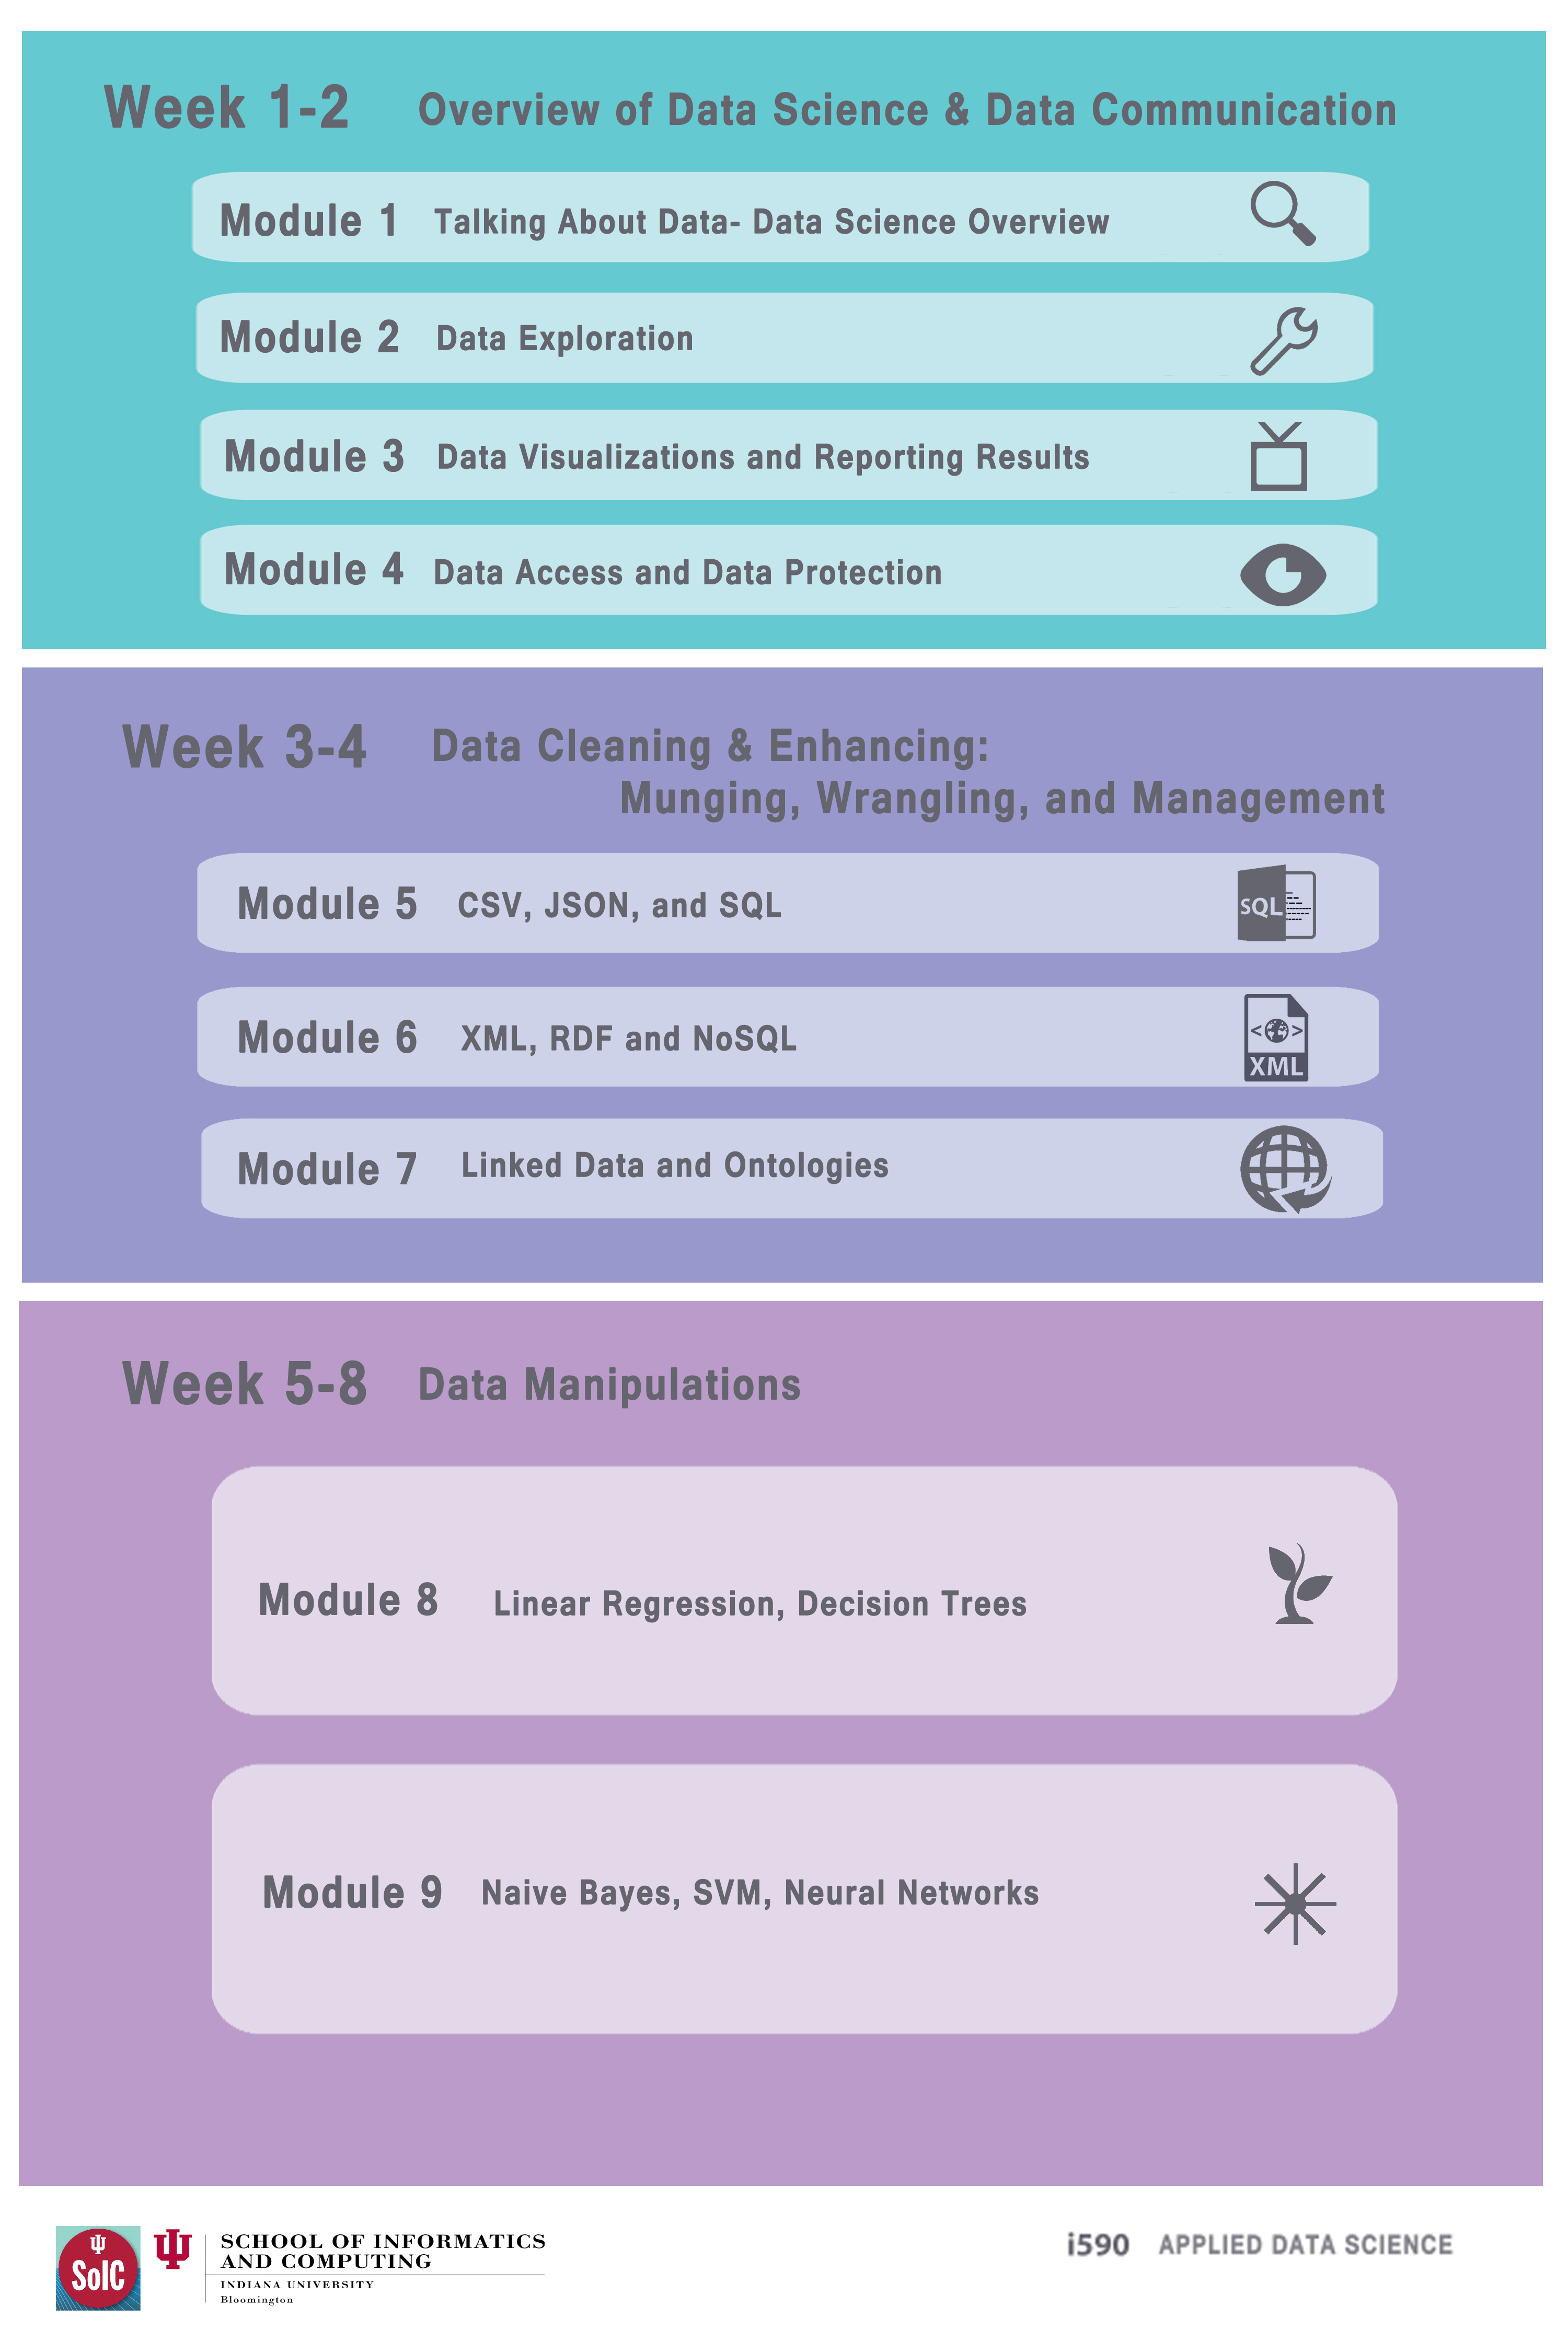 Week 1-2 Overview of Data Science & Data Communication
Module 1 Talking About Data- Data Science Overview
Module 2 Data Exploration
Module 3 Data Visualizations and Reporting Results
Module 4 Data Access and Data Protection
Week 3-4 Data Cleaning & Enhancing:
Munging, Wrangling, and Management
Module 5 CSV, JSON, and SQL
SQL
Module 6 XML, RDF and NoSQL
< >
XML
Module 7 Linked Data and Ontologies
Week 5-8 Data Manipulations
Module 8 Linear Regression, Decision Trees
Module 9 Naive Bayes, SVM, Neural Networks
SoIC
SCHOOL OF INFORMATICS
AND COMPUTING
INDIANA UNIVERSITY
Bloomington
i590 APPLIED DATA SCIENCE